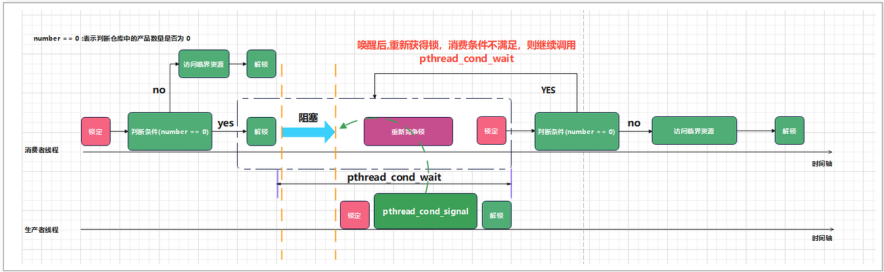 number == 0 :表示判断仓库中的产品数量是否为 0
唤醒后,重新获得锁，消费条件不满足，则继续调用
pthread_cond_wait
访问临界资源
解锁
no
YES
锁定
判断条件(number == 0)
yes
解锁
阻塞
重新竞争锁
锁定
判断条件(number == 0)
no
访问临界资源
解锁
消费者线程
时间轴
pthread_cond_wait
锁定
pthread_cond_signal
解锁
生产者线程
时间轴